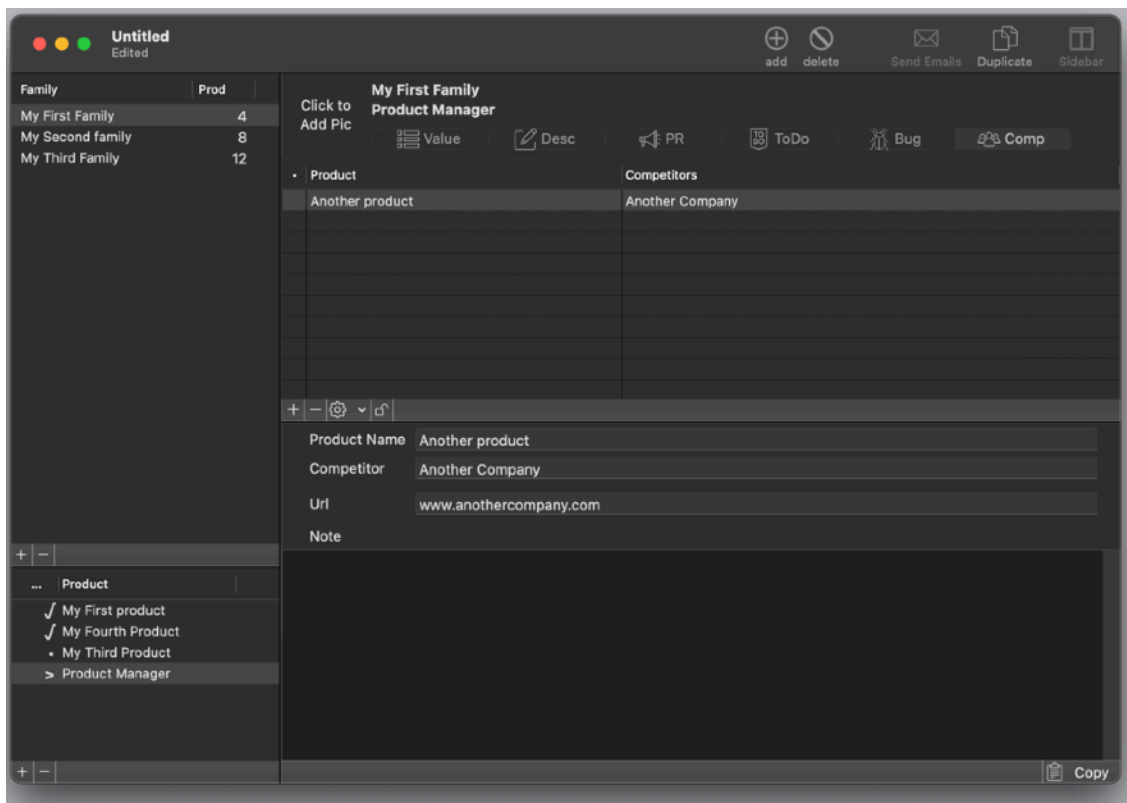 Untitled
Edited
add
delete
Send Emails
Duplicate
Sidebar
Family Prod
My First Family 4
My Second family 8
My Third Family 12
Click to
Add Pic
My First Family
Product Manager
Value
Desc
PR
TO DO
ToDo
Bug
Comp
• Product Competitors
Another product Another Company
Product Name Another product
Competitor Another Company
Url www.anothercompany.com
Note
... Product
√ My First product
√ My Fourth Product
• My Third Product
> Product Manager
Copy